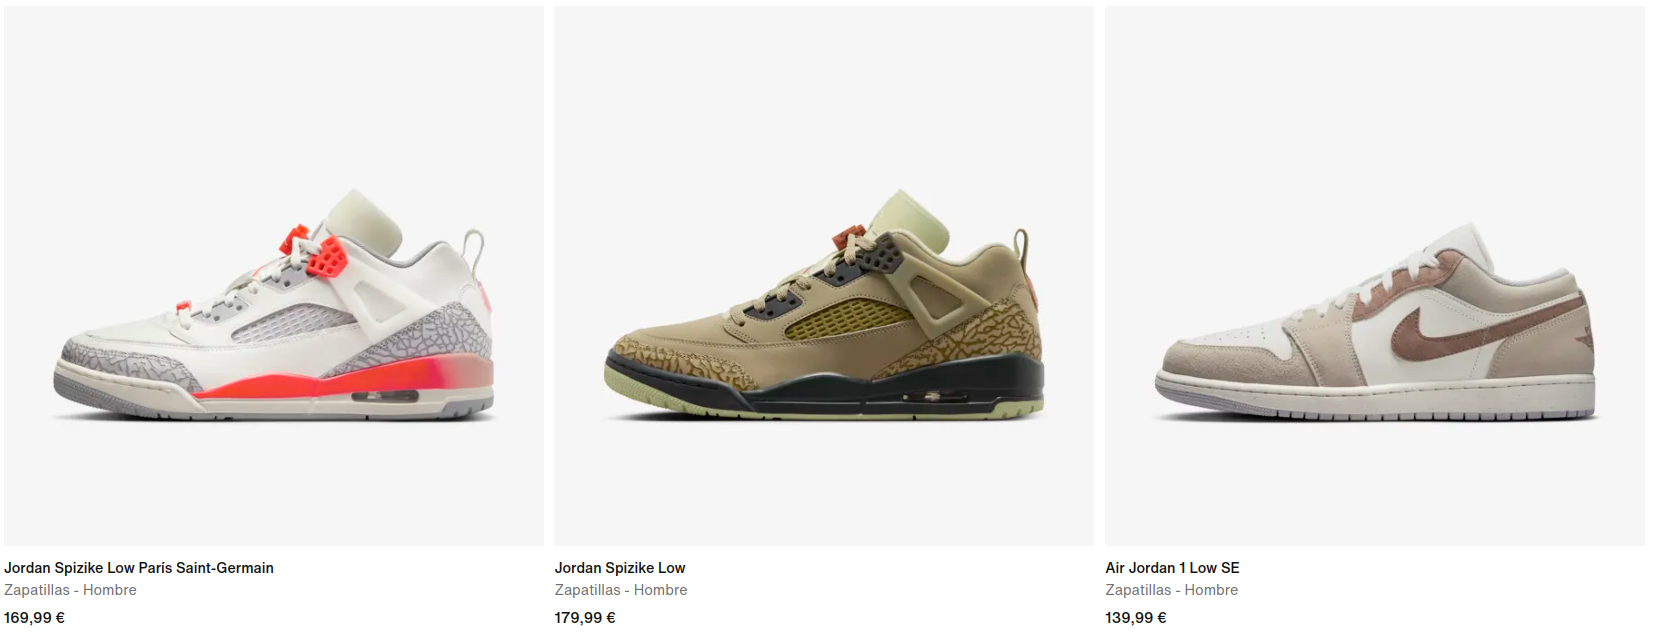 Jordan Spizike Low París Saint-Germain
Zapatillas - Hombre
169,99 €
Jordan Spizike Low
Zapatillas - Hombre
179,99 €
Air Jordan 1 Low SE
Zapatillas - Hombre
139,99 €